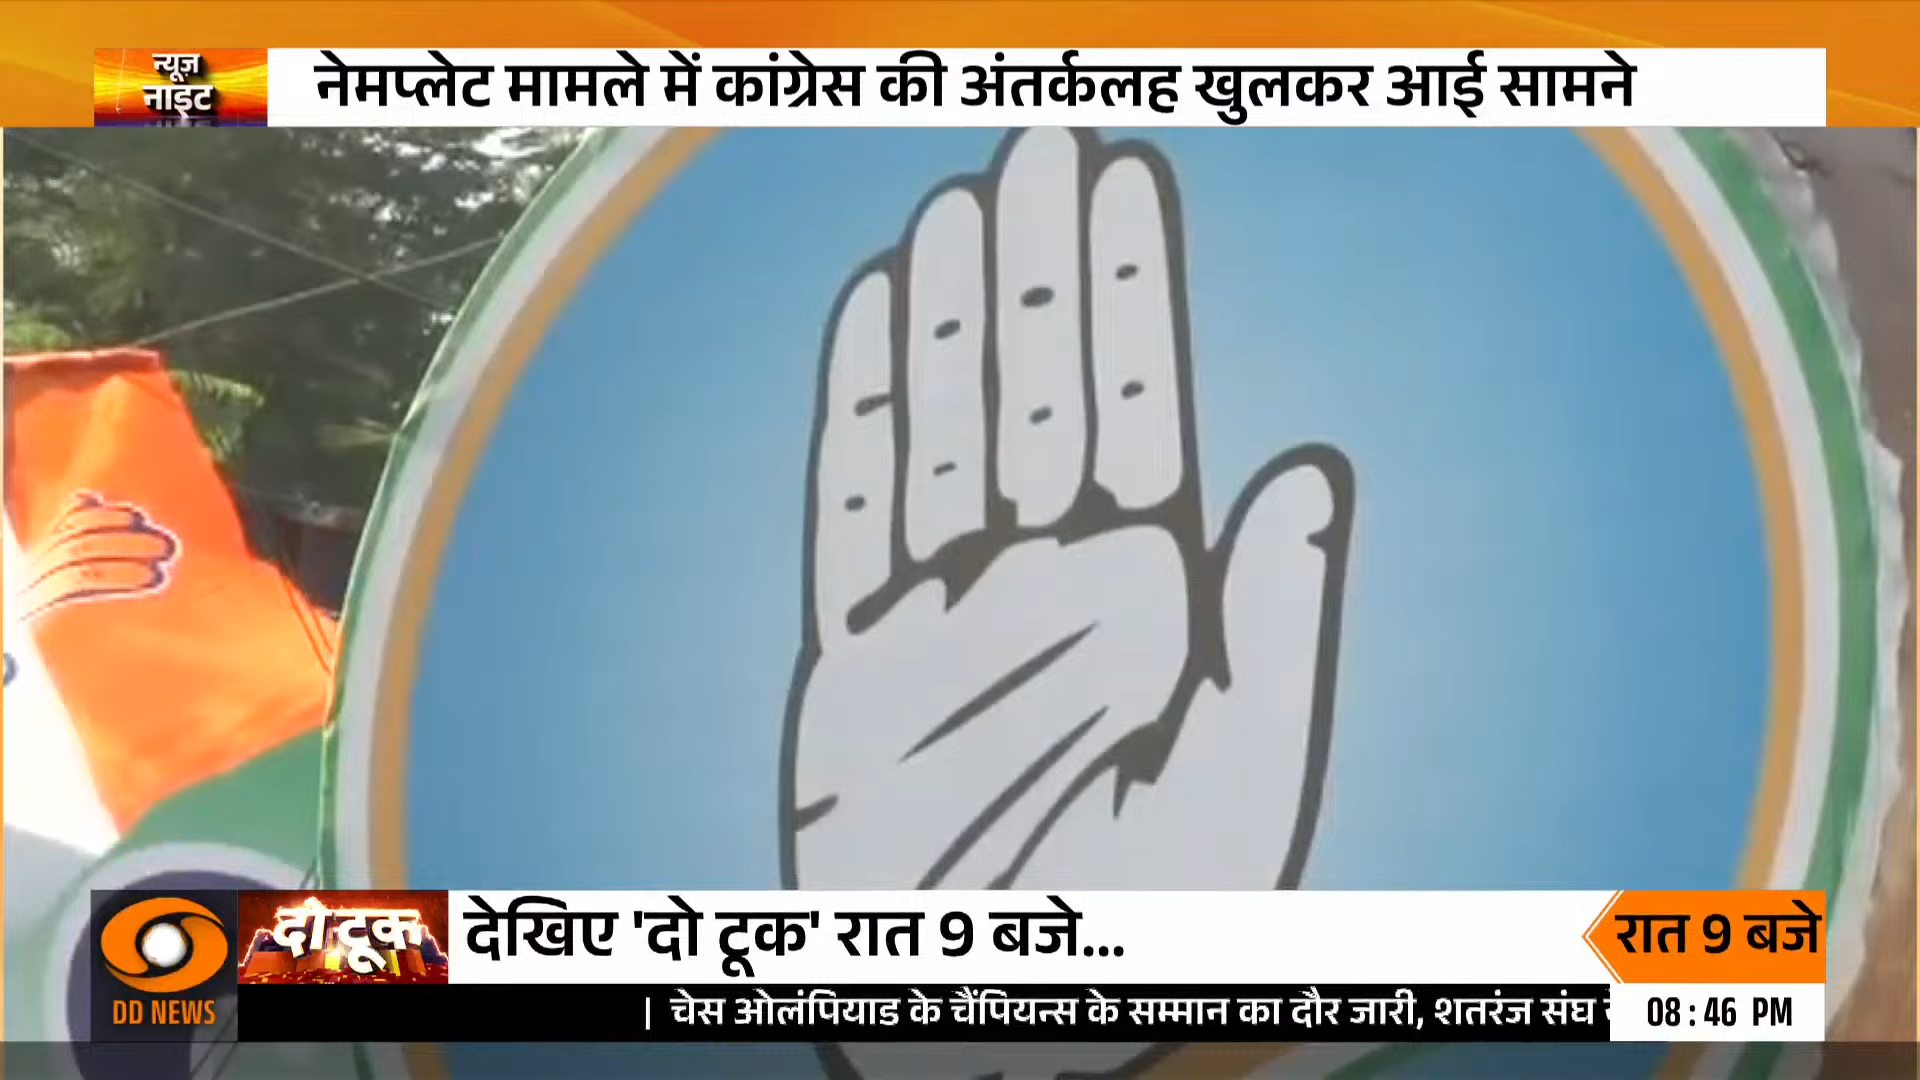 न्यूज़
नाइट
नेमप्लेट मामले में कांग्रेस की अंतर्कलह खुलकर आई सामने
दो टूक
देखिए 'दो टूक' रात 9 बजे...
रात 9 बजे
DD NEWS
| चेस ओलंपियाड के चैंपियन्स के सम्मान का दौर जारी, शतरंज संघ
08:46 PM